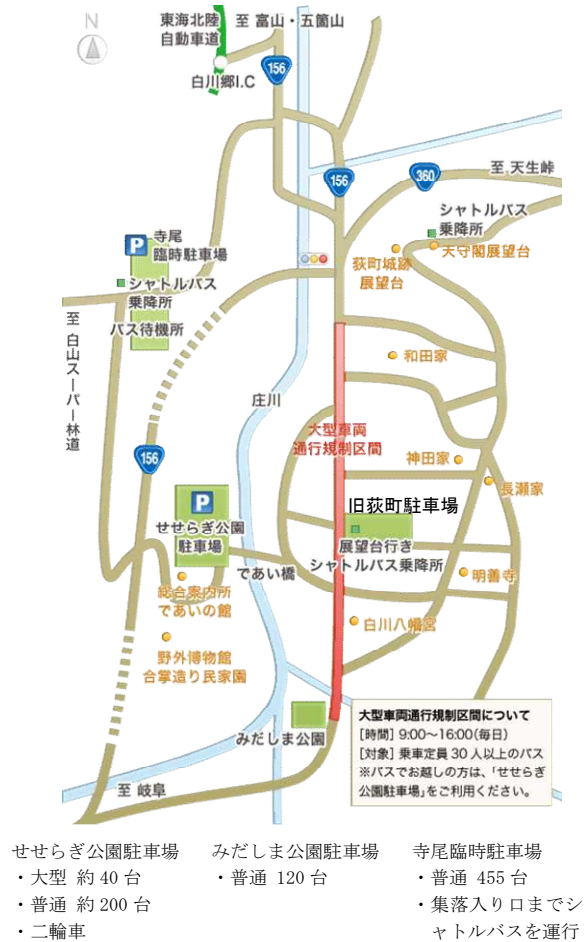 N
東海北陸
自動車道
至 富山・五箇山
156
白川郷I.C
156
360
至 天生峠
シャトルバス
乗降所
天守閣展望台
荻町城跡
展望台
P
寺尾
臨時駐車場
シャトルバス
乗降所
バス待機所
至 白山スーパー林道
和田家
庄川
大型車両
通行規制区間
156
神田家
長瀬家
P
せせらぎ公園
駐車場
旧荻町駐車場
展望台行き
シャトルバス乗降所
であい橋
明善寺
総合案内所
であいの館
白川八幡宮
野外博物館
合掌造り民家園
みだしま公園
至 岐阜
大型車両通行規制区間について
[時間] 9:00~16:00(毎日)
[対象] 乗車定員30人以上のバス
※バスでお越しの方は、「せせらぎ
公園駐車場」をご利用ください。
せせらぎ公園駐車場
・大型 約40台
・普通 約200台
・二輪車
みだしま公園駐車場
・普通 120台
寺尾臨時駐車場
・普通 455台
・集落入り口までシ
ャトルバスを運行